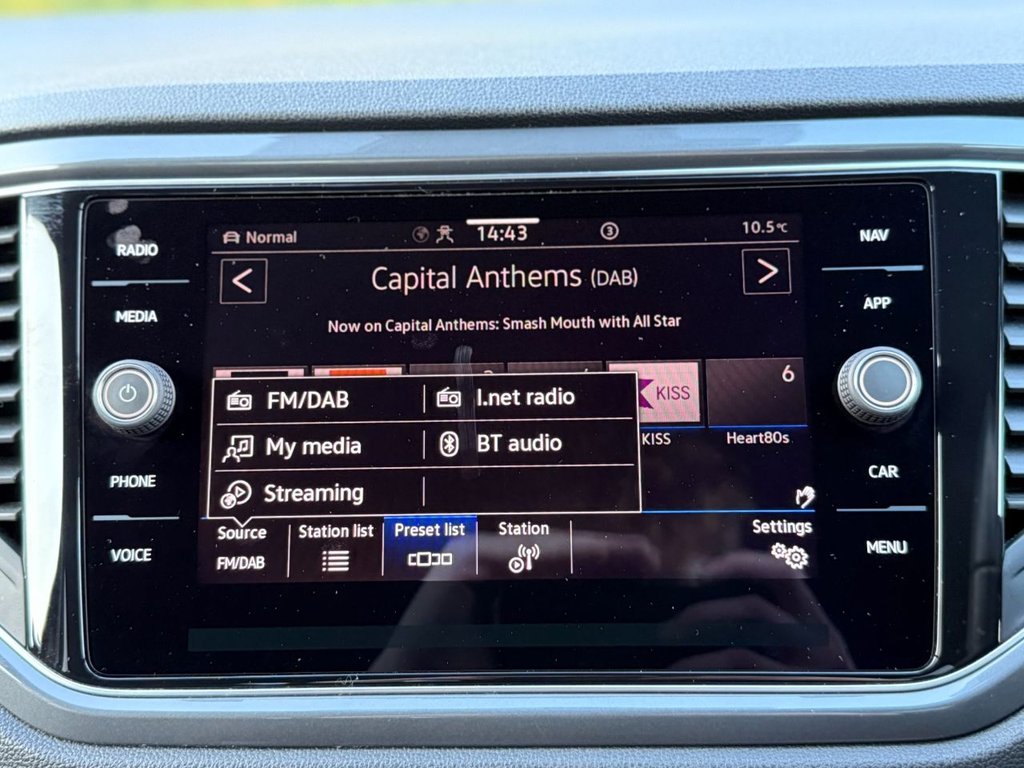 RADIO
MEDIA
PHONE
VOICE
Normal
14:43
3
10.5°C
<
Capital Anthems (DAB)
>
Now on Capital Anthems: Smash Mouth with All Star
KISS
6
KISS
Heart80s
FM/DAB
I.net radio
My media
BT audio
Streaming
Source
FM/DAB
Station list
Preset list
Station
Settings
NAV
APP
CAR
MENU